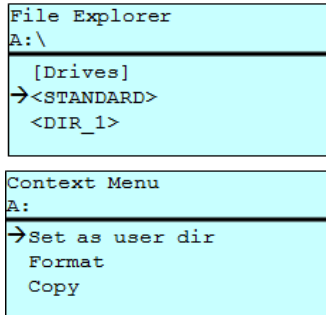 File Explorer
A:\
[Drives]
→<STANDARD>
<DIR_1>
Context Menu
A:
→Set as user dir
Format
Copy